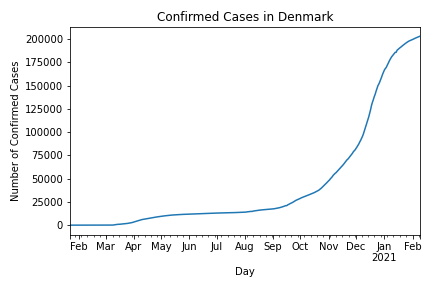 Confirmed Cases in Denmark
Number of Confirmed Cases
200000
175000
150000
125000
100000
75000
50000
25000
0
Feb Mar Apr May Jun Jul Aug Sep Oct Nov Dec Jan Feb
2021
Day